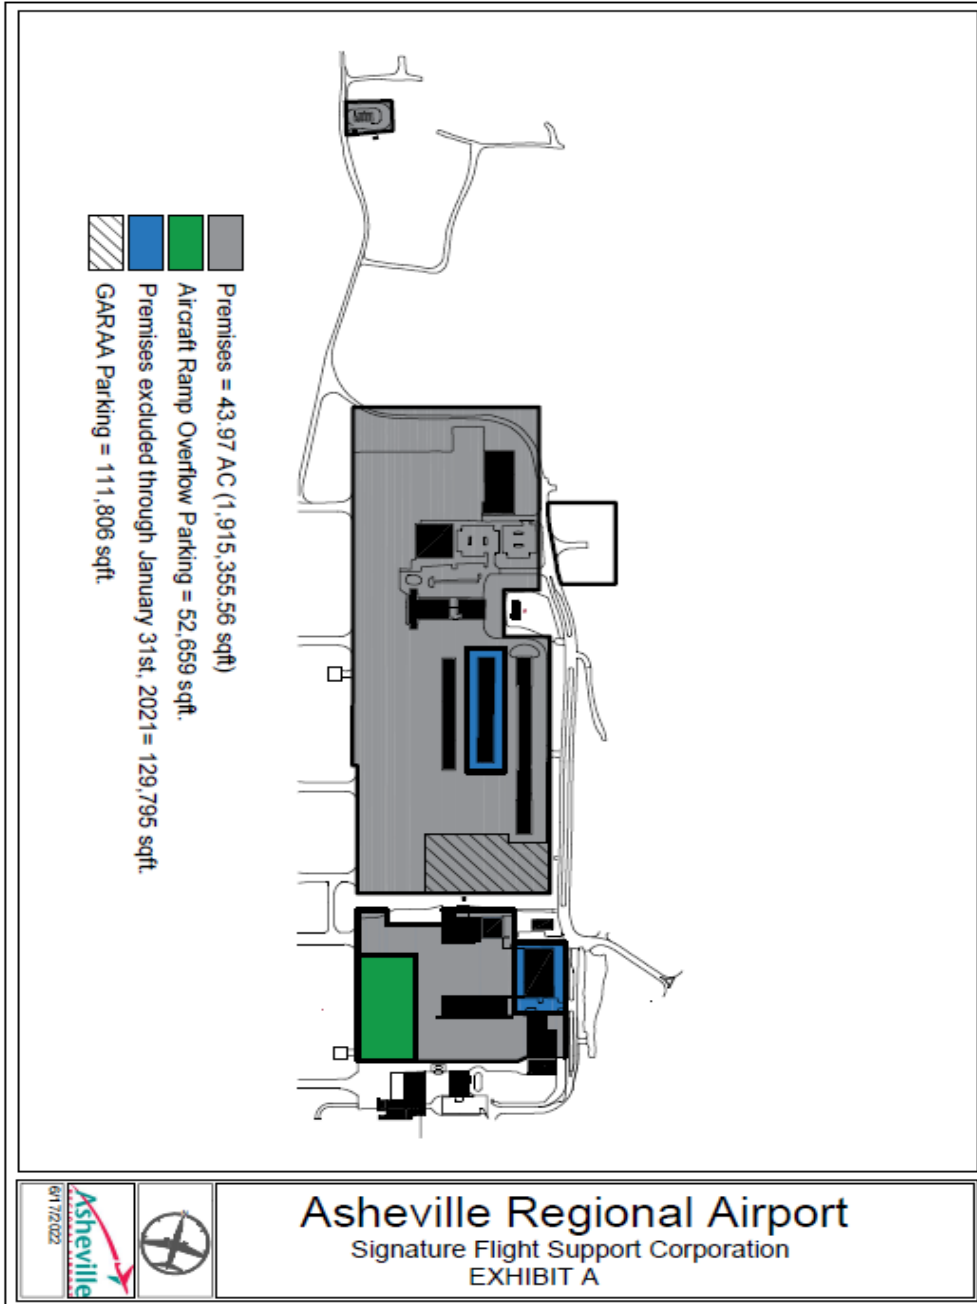 Premises = 43.97 AC (1,915,355.56 sqft)
Aircraft Ramp Overflow Parking = 52,659 sqft.
Premises excluded through January 31st, 2021= 129,795 sqft.
GARAA Parking = 111,806 sqft.
Asheville Regional Airport
Signature Flight Support Corporation
EXHIBIT A
Asheville
REGIONAL AIRPORT
6/17/2022